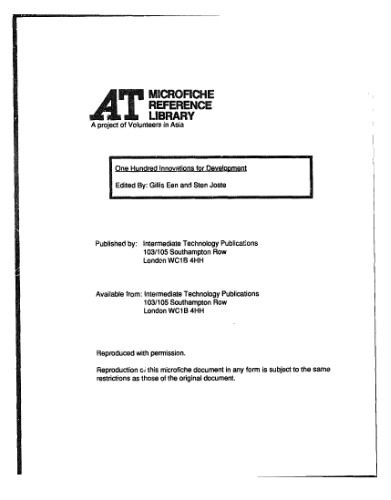 AT MICROFICHE
REFERENCE
LIBRARY
A project of Volunteers in Asia
One Hundred Innovations for Development
Edited By: Gillis Een and Sten Joste
Published by: Intermediate Technology Publications
103/105 Southampton Row
London WC1B 4HH
Available from: Intermediate Technology Publications
103/105 Southampton Row
London WC1B 4HH
Reproduced with permission.
Reproduction of this microfiche document in any form is subject to the same
restrictions as those of the original document.